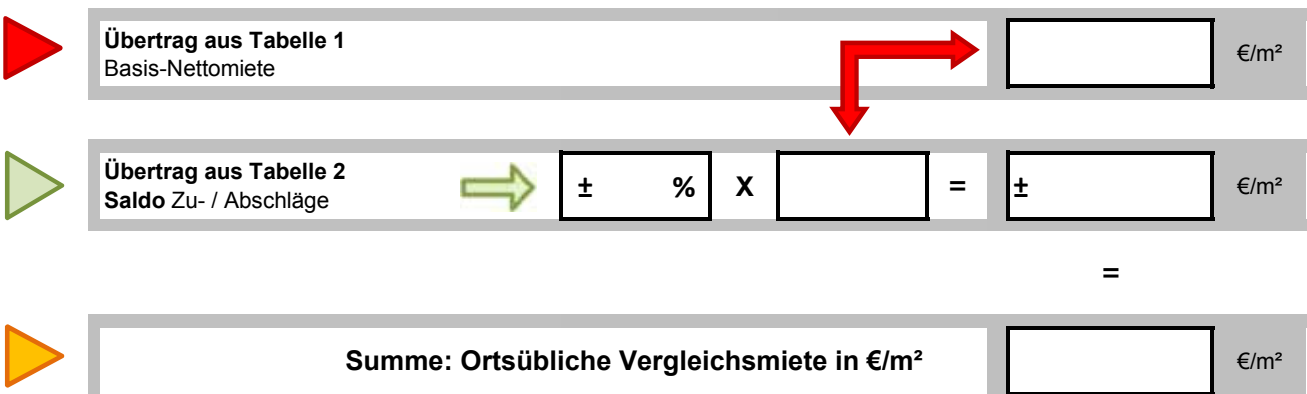 Übertrag aus Tabelle 1
Basis-Nettomiete
€/m²
Übertrag aus Tabelle 2
Saldo Zu- / Abschläge
± % X = ± €/m²
=
Summe: Ortsübliche Vergleichsmiete in €/m²
€/m²